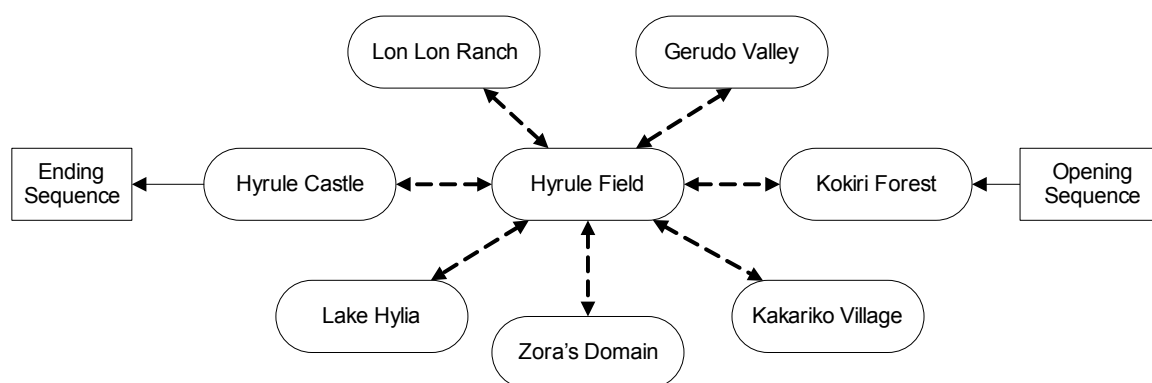 Lon Lon Ranch
Gerudo Valley
Ending
Sequence
Hyrule Castle
Hyrule Field
Kokiri Forest
Opening
Sequence
Lake Hylia
Zora's Domain
Kakariko Village